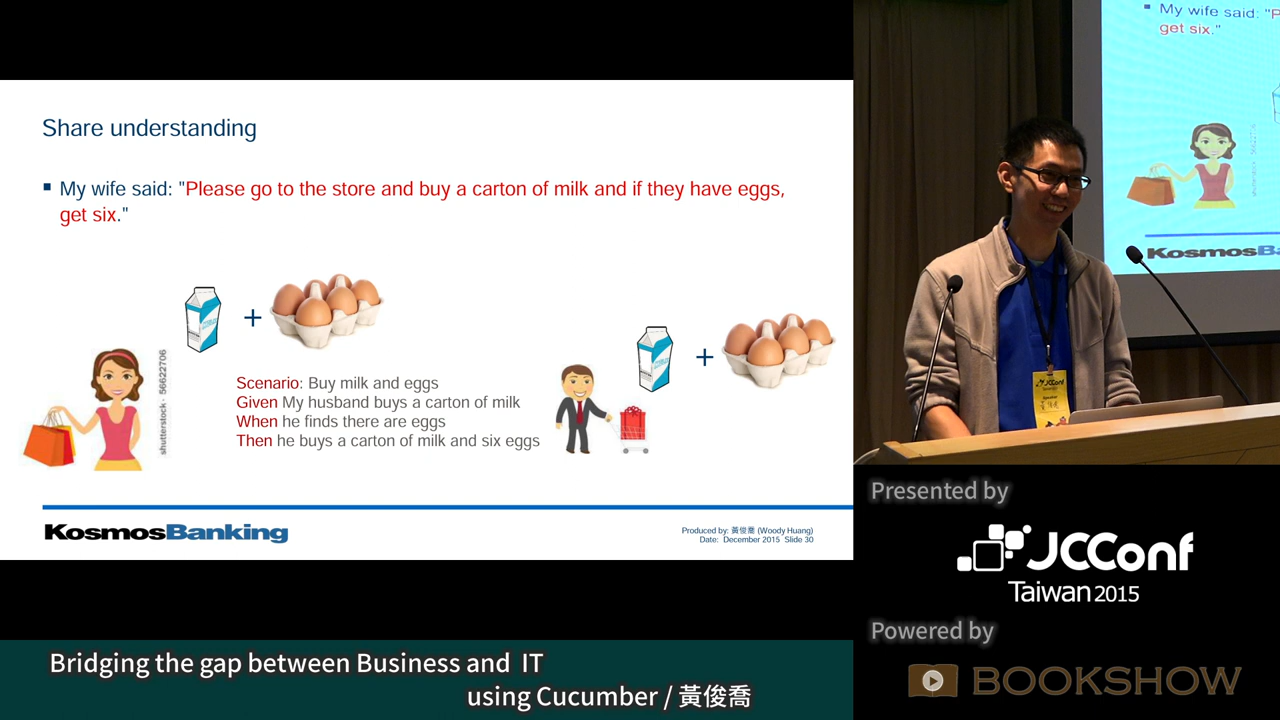 Share understanding
▪ My wife said: "Please go to the store and buy a carton of milk and if they have eggs,
get six."
+
+
shutterstock · 56622706
Scenario: Buy milk and eggs
Given My husband buys a carton of milk
When he finds there are eggs
Then he buys a carton of milk and six eggs
KosmosBanking
Produced by: 黃俊喬 (Woody Huang)
Date: December 2015 Slide 30
▪ My wife said: "P
get six."
KosmosBa
JCConf
Presented by
JCConf
Taiwan 2015
Powered by
BOOKSHOW
Bridging the gap between Business and IT
using Cucumber / 黃俊喬